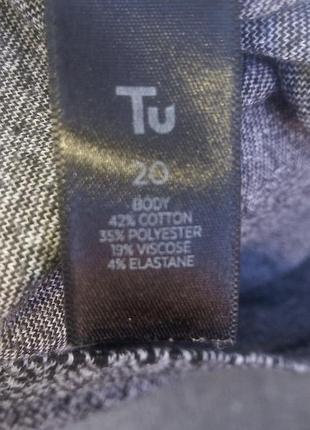 Tu
20
BODY
42% COTTON
35% POLYESTER
19% VISCOSE
4% ELASTANE